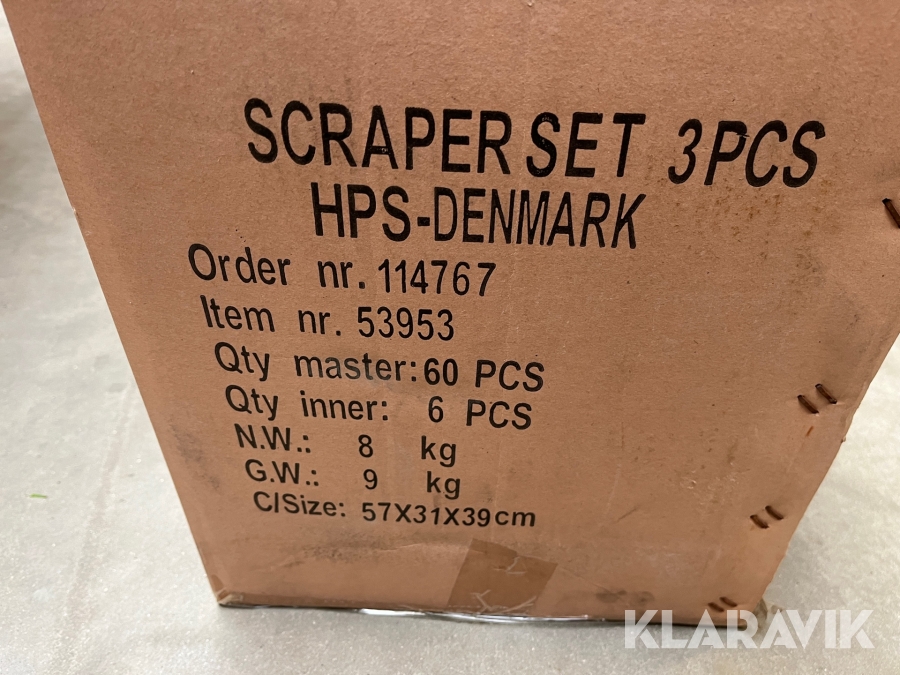 SCRAPER SET 3PCS
HPS-DENMARK
Order nr. 114767
Item nr. 53953
Qty master: 60 PCS
Qty inner: 6 PCS
N.W.: 8 kg
G.W.: 9 kg
C/Size: 57X31X39cm
KLARAVIK